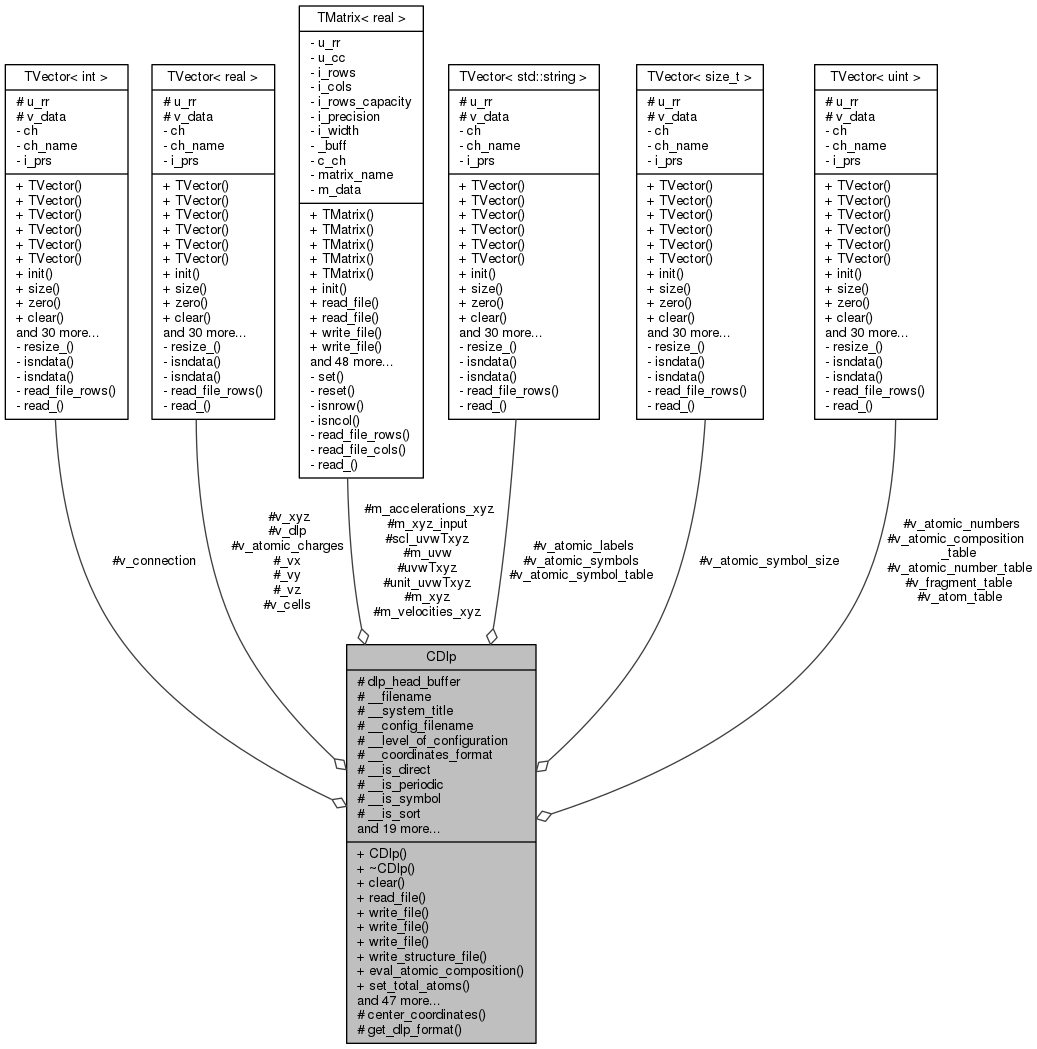 TVector< int >
# u_rr
# v_data
- ch
- ch_name
- i_prs
+ TVector()
+ TVector()
+ TVector()
+ TVector()
+ TVector()
+ TVector()
+ init()
+ size()
+ zero()
+ clear()
and 30 more...
- resize_()
- isndata()
- isndata()
- read_file_rows()
- read_()
TVector< real >
# u_rr
# v_data
- ch
- ch_name
- i_prs
+ TVector()
+ TVector()
+ TVector()
+ TVector()
+ TVector()
+ TVector()
+ init()
+ size()
+ zero()
+ clear()
and 30 more...
- resize_()
- isndata()
- isndata()
- read_file_rows()
- read_()
TMatrix< real >
- u_rr
- u_cc
- i_rows
- i_cols
- i_rows_capacity
- i_precision
- i_width
- _buff
- c_ch
- matrix_name
- m_data
+ TMatrix()
+ TMatrix()
+ TMatrix()
+ TMatrix()
+ TMatrix()
+ init()
+ read_file()
+ read_file()
+ write_file()
+ write_file()
and 48 more...
- set()
- reset()
- isnrow()
- isncol()
- read_file_rows()
- read_file_cols()
- read_()
TVector< std::string >
# u_rr
# v_data
- ch
- ch_name
- i_prs
+ TVector()
+ TVector()
+ TVector()
+ TVector()
+ TVector()
+ TVector()
+ init()
+ size()
+ zero()
+ clear()
and 30 more...
- resize_()
- isndata()
- isndata()
- read_file_rows()
- read_()
TVector< size_t >
# u_rr
# v_data
- ch
- ch_name
- i_prs
+ TVector()
+ TVector()
+ TVector()
+ TVector()
+ TVector()
+ TVector()
+ init()
+ size()
+ zero()
+ clear()
and 30 more...
- resize_()
- isndata()
- isndata()
- read_file_rows()
- read_()
TVector< uint >
# u_rr
# v_data
- ch
- ch_name
- i_prs
+ TVector()
+ TVector()
+ TVector()
+ TVector()
+ TVector()
+ TVector()
+ init()
+ size()
+ zero()
+ clear()
and 30 more...
- resize_()
- isndata()
- isndata()
- read_file_rows()
- read_()
#v_connection
#v_xyz
#v_dlp
#v_atomic_charges
#_vx
#_vy
#_vz
#v_cells
#m_accelerations_xyz
#m_xyz_input
#scl_uvwTxyz
#m_uvw
#uvwTxyz
#unit_uvwTxyz
#m_xyz
#m_velocities_xyz
#v_atomic_labels
#v_atomic_symbols
#v_atomic_symbol_table
#v_atomic_symbol_size
#v_atomic_numbers
#v_atomic_composition
_table
#v_atomic_number_table
#v_fragment_table
#v_atom_table
CDlp
# dlp_head_buffer
# __filename
# __system_title
# __config_filename
# __level_of_configuration
# __coordinates_format
# __is_direct
# __is_periodic
# __is_symbol
# __is_sort
and 19 more...
+ CDlp()
+ ~CDlp()
+ clear()
+ read_file()
+ write_file()
+ write_file()
+ write_file()
+ write_structure_file()
+ eval_atomic_composition()
+ set_total_atoms()
and 47 more...
# center_coordinates()
# get_dlp_format()